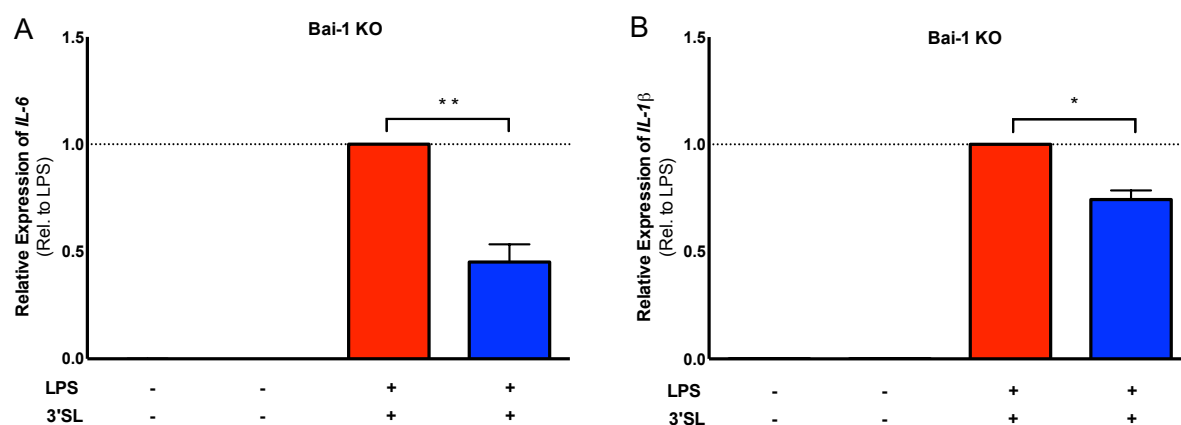 A
Bai-1 KO
Relative Expression of IL-6
(Rel. to LPS)
1.5
1.0
0.5
0.0
* *
LPS - - + +
3'SL - - + +
B
Bai-1 KO
Relative Expression of IL-1β
(Rel. to LPS)
1.5
1.0
0.5
0.0
*
LPS - - + +
3'SL - - + +